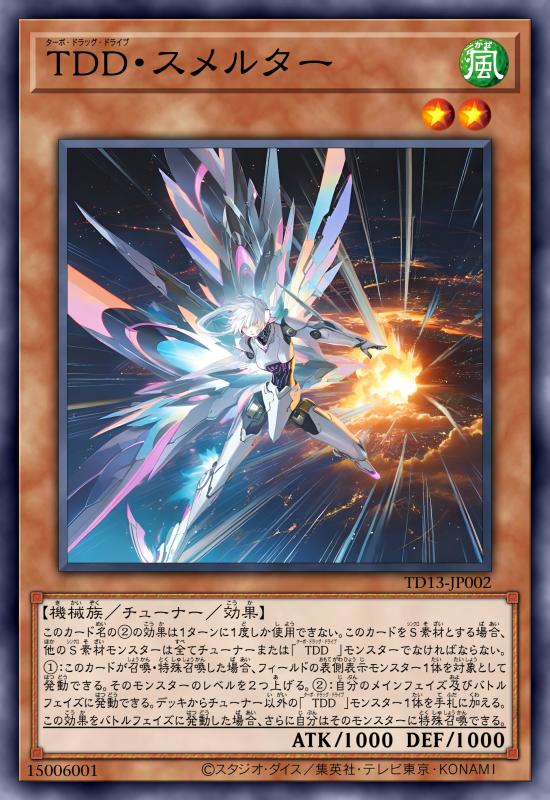 ターボ・ドラッグ・ドライブ
TDD・スメルター
かぜ
風
TD13-JP002
【機械族／チューナー／効果】
このカード名の②の効果は1ターンに1度しか使用できない。このカードをS素材とする場合、
他のS素材モンスターは全てチューナーまたは「TDD」モンスターでなければならない。
①：このカードが召喚・特殊召喚した場合、フィールドの表側表示モンスター1体を対象として
発動できる。そのモンスターのレベルを2つ上げる。②：自分のメインフェイズ及びバトル
フェイズに発動できる。デッキからチューナー以外の「TDD」モンスター1体を手札に加える。
この効果をバトルフェイズに発動した場合、さらに自分はそのモンスターに特殊召喚できる。
ATK/1000 DEF/1000
15006001 ©スタジオ・ダイス／集英社・テレビ東京・KONAMI